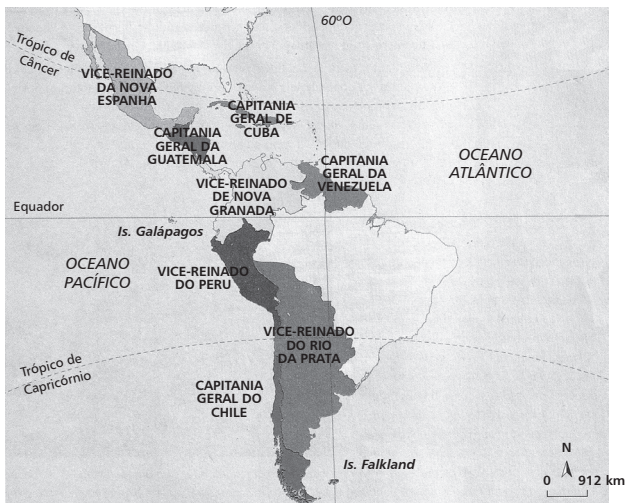 60ºO
Trópico de
Câncer
VICE-REINADO
DA NOVA
ESPANHA
CAPITANIA
GERAL DE
CUBA
CAPITANIA
GERAL DA
GUATEMALA
CAPITANIA
GERAL DA
VENEZUELA
OCEANO
ATLÂNTICO
VICE-REINADO
DE NOVA
GRANADA
Equador
Is. Galápagos
OCEANO
PACÍFICO
VICE-REINADO
DO PERU
VICE-REINADO
DO RIO
DA PRATA
Trópico de
Capricórnio
CAPITANIA
GERAL DO
CHILE
Is. Falkland
N
0 912 km